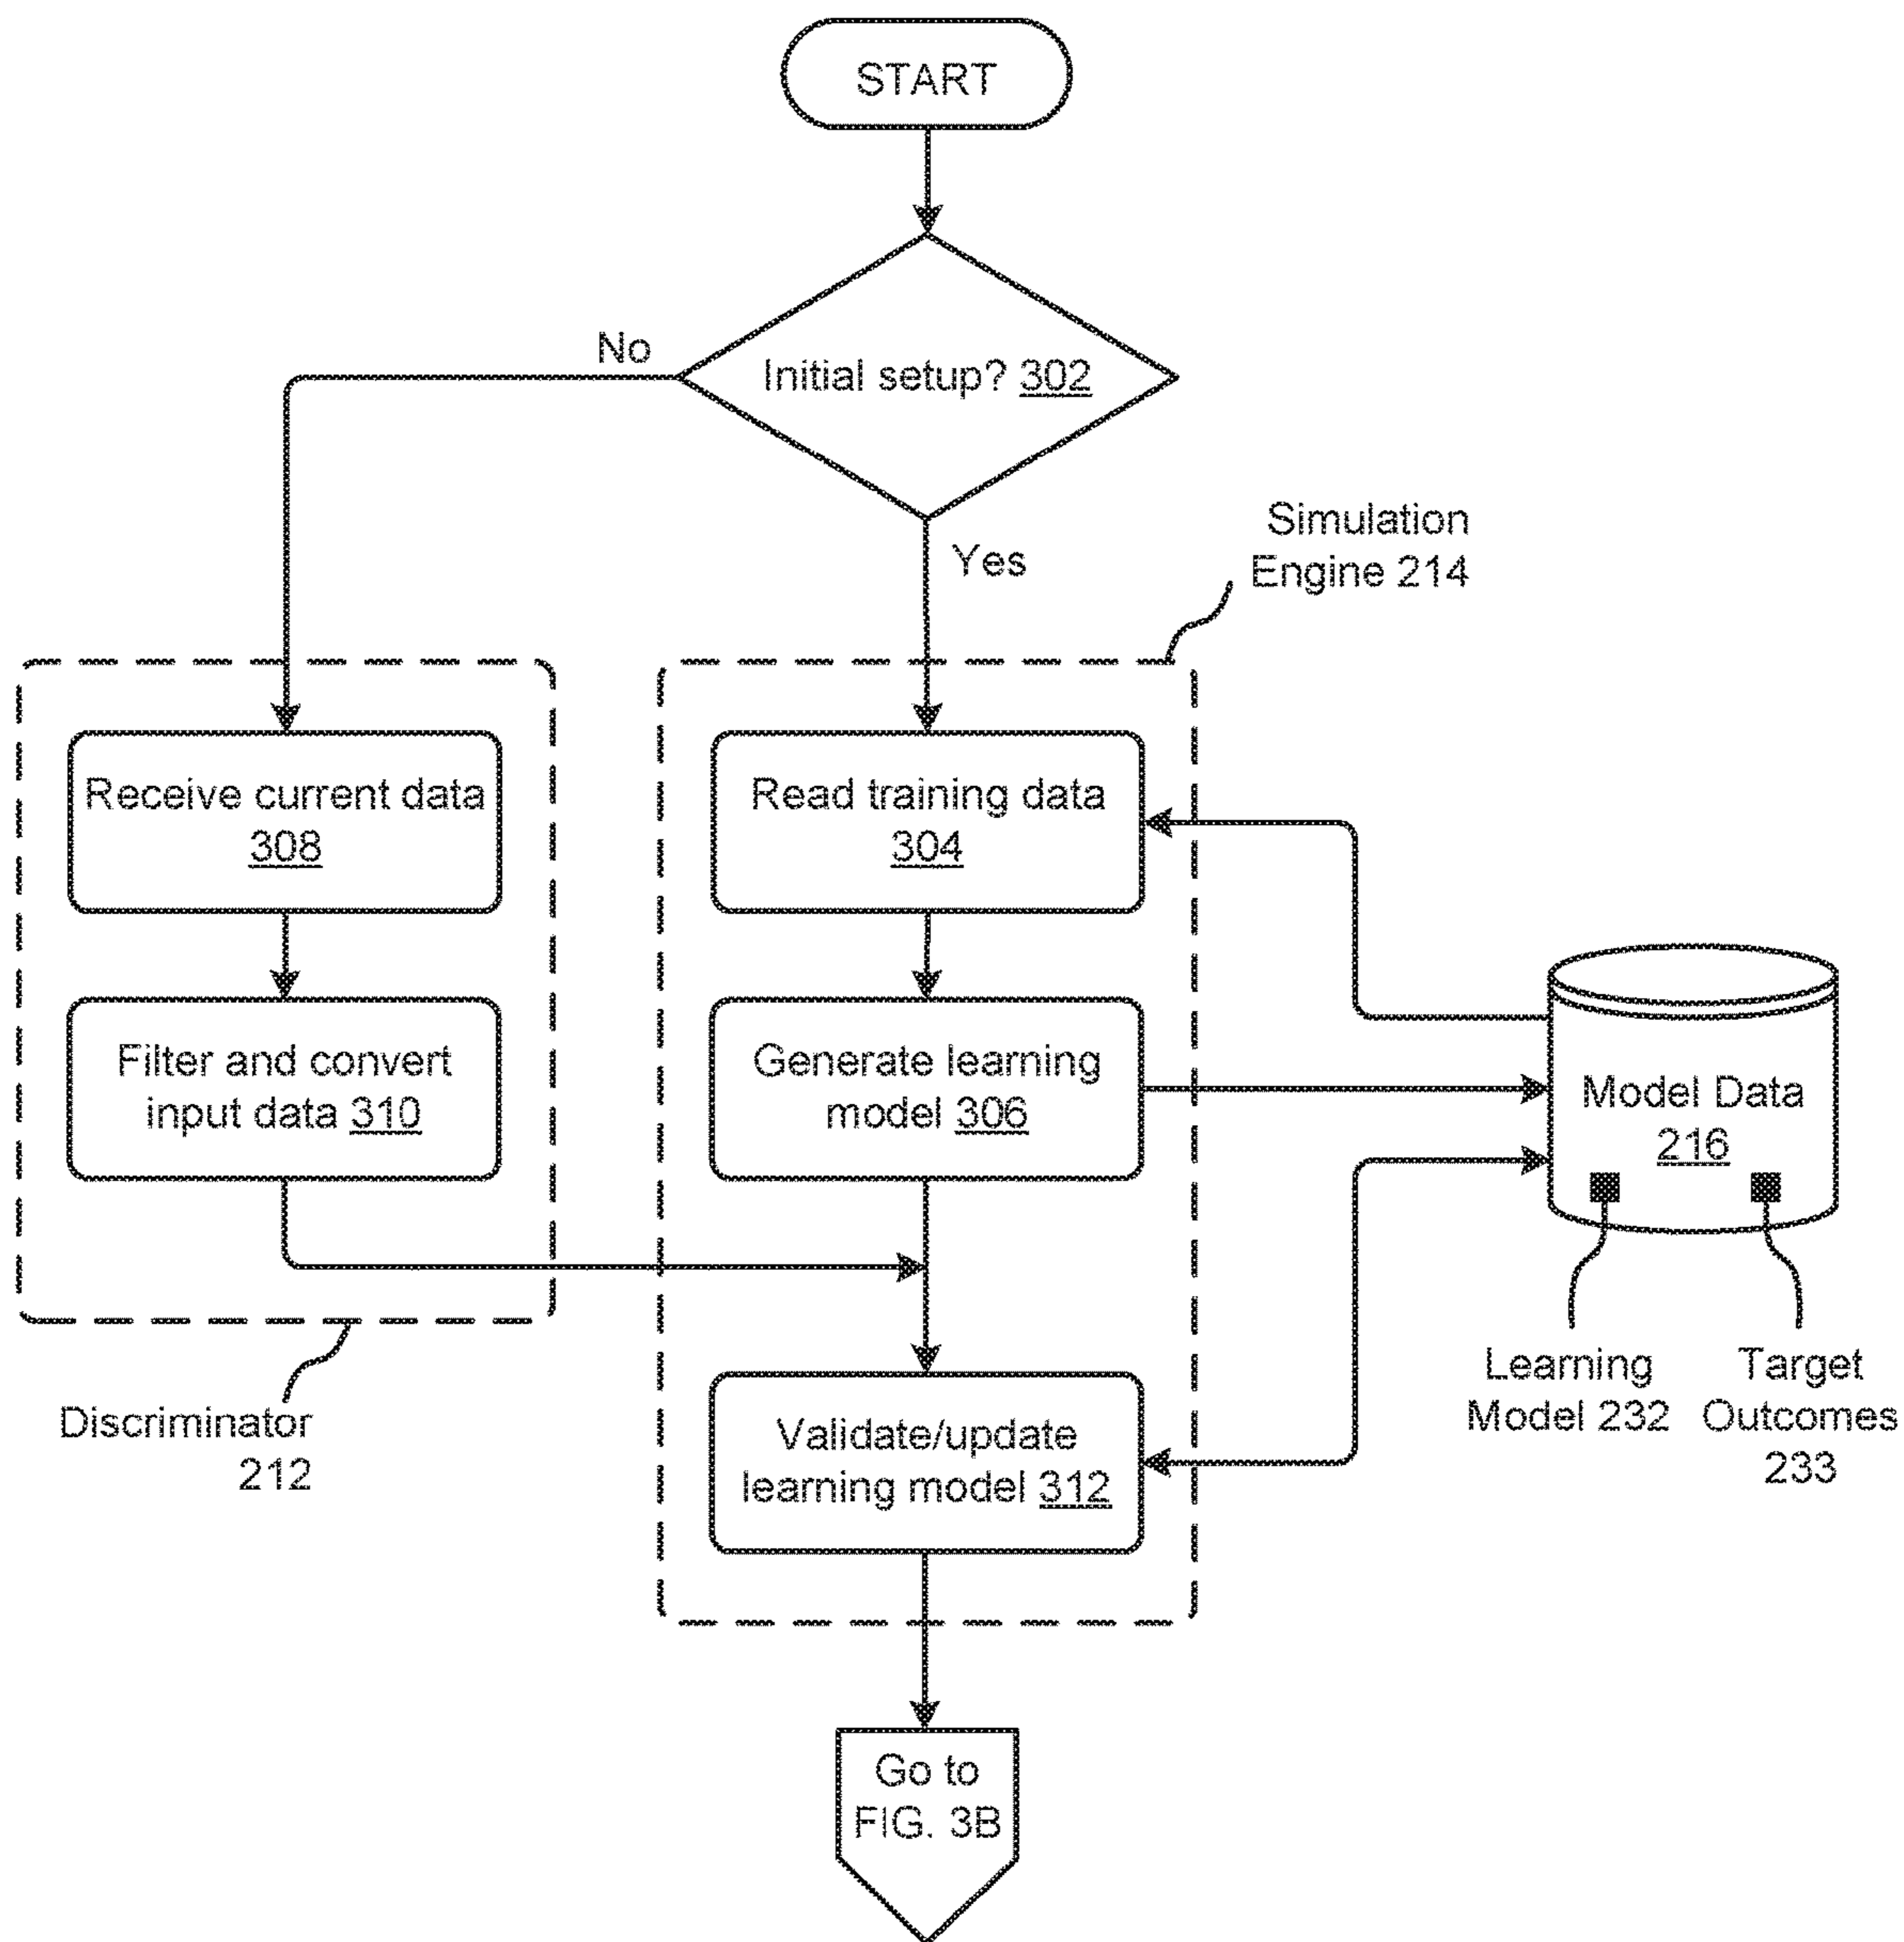 START
No
Initial setup? 302
Yes
Simulation
Engine 214
Receive current data
308
Read training data
304
Filter and convert
input data 310
Generate learning
model 306
Model Data
216
Learning
Model 232
Target
Outcomes
233
Discriminator
212
Validate/update
learning model 312
Go to
FIG. 3B